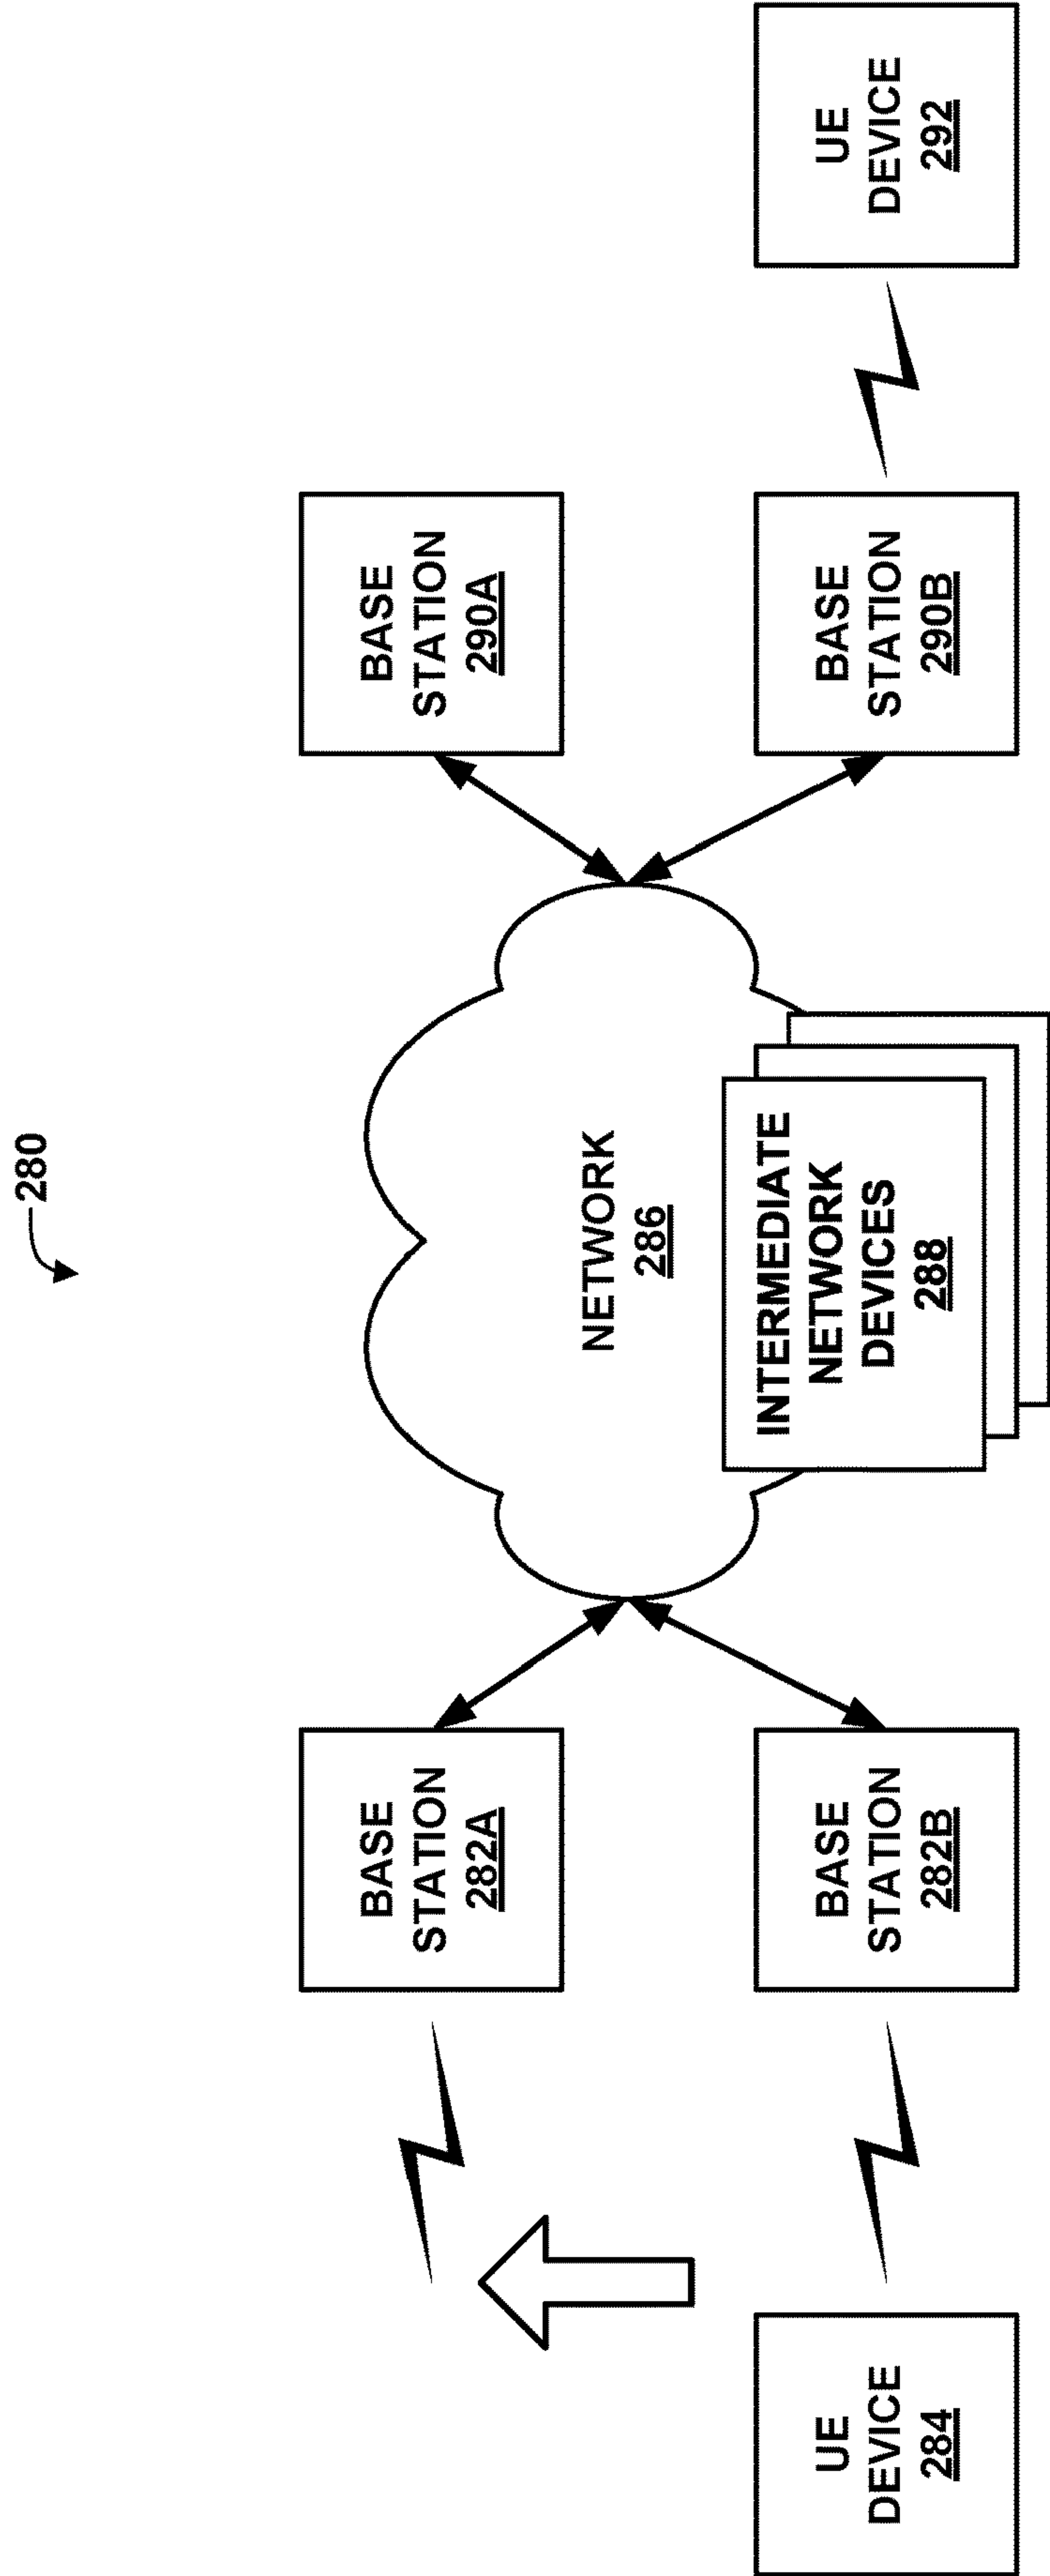 280
BASE
STATION
282A
BASE
STATION
290A
NETWORK
286
UE
DEVICE
284
BASE
STATION
282B
INTERMEDIATE
NETWORK
DEVICES
288
BASE
STATION
290B
UE
DEVICE
292